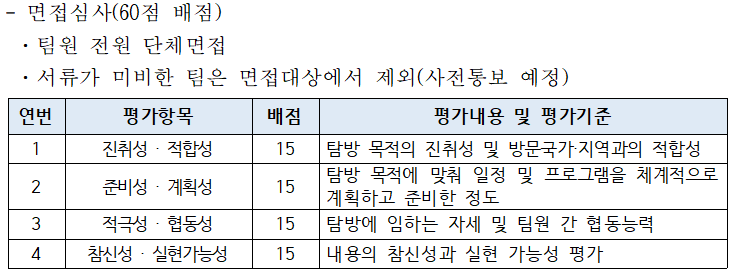 - 면접심사(60점 배점)
· 팀원 전원 단체면접
· 서류가 미비한 팀은 면접대상에서 제외(사전통보 예정)
연번 평가항목 배점 평가내용 및 평가기준
1 진취성 · 적합성 15 탐방 목적의 진취성 및 방문국가·지역과의 적합성
2 준비성 · 계획성 15 탐방 목적에 맞춰 일정 및 프로그램을 체계적으로
계획하고 준비한 정도
3 적극성 · 협동성 15 탐방에 임하는 자세 및 팀원 간 협동능력
4 참신성 · 실현가능성 15 내용의 참신성과 실현 가능성 평가